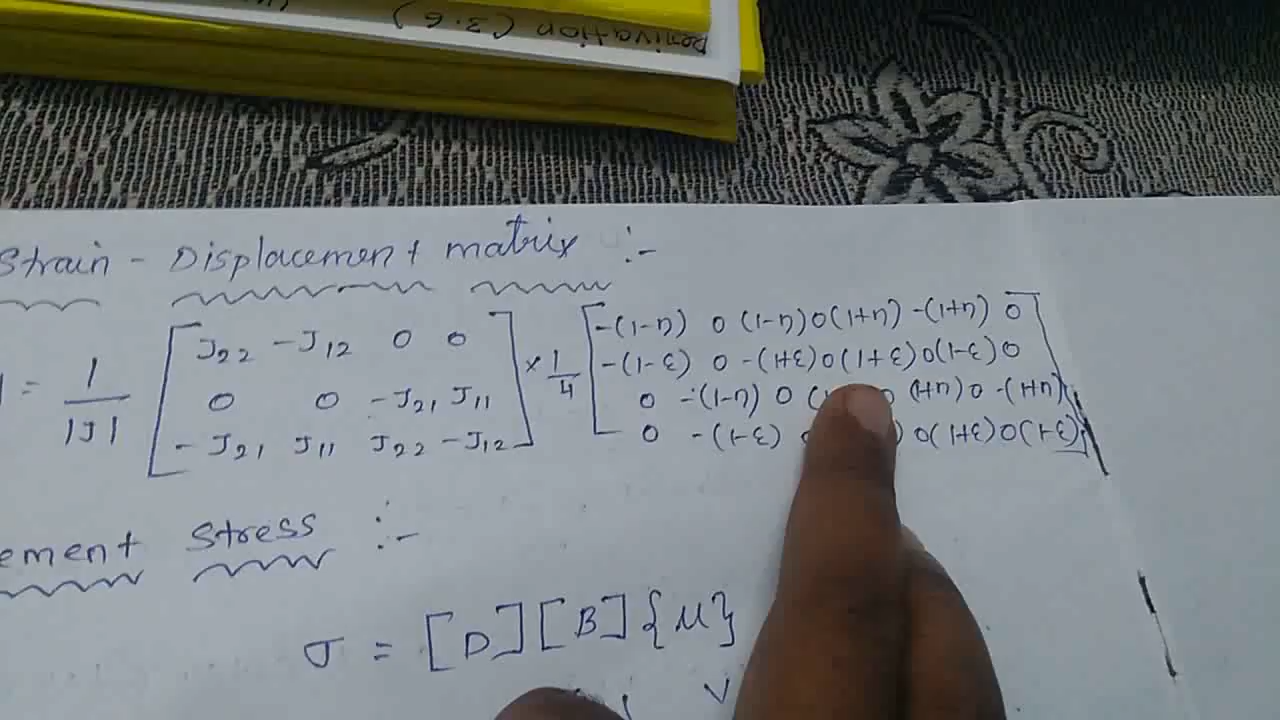 Derivation (3.6)
Strain - Displacement matrix :-
= 1/|J| [J22 -J12 0 0
0 0 -J21 J11
-J21 J11 J22 -J12] × 1/4 [-(1-η) 0 (1-η) 0 (1+η) -(1+η) 0
-(1-ε) 0 -(1+ε) 0 (1+ε) 0 (1-ε) 0
0 -(1-η) 0 (1 0 (1+η) 0 -(1+η)
0 -(1-ε) 0 ) 0 (1+ε) 0 (1-ε)]
ement Stress :-
σ = [D] [B] {u}